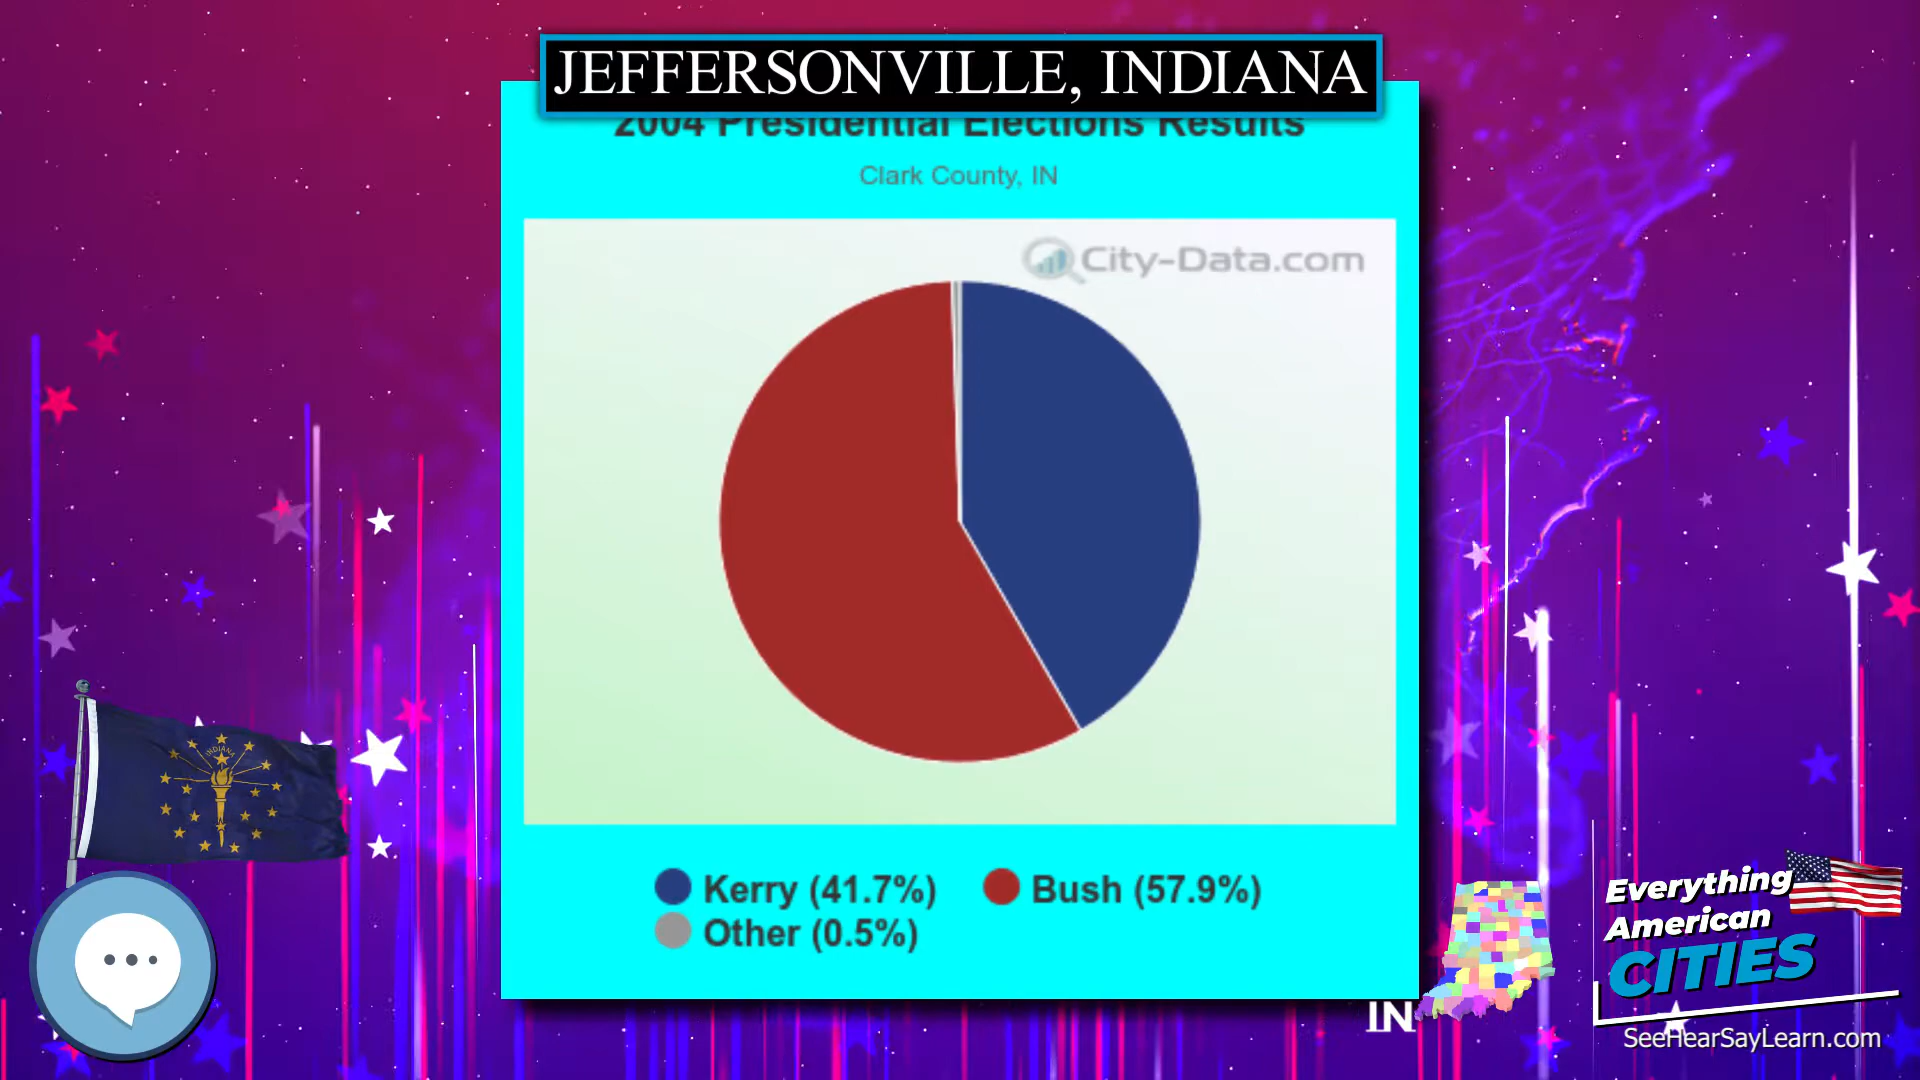 JEFFERSONVILLE, INDIANA
2004 Presidential Elections Results
Clark County, IN
City-Data.com
Kerry (41.7%) Bush (57.9%)
Other (0.5%)
INDIANA
IN
Everything
American
CITIES
SeeHearSayLearn.com